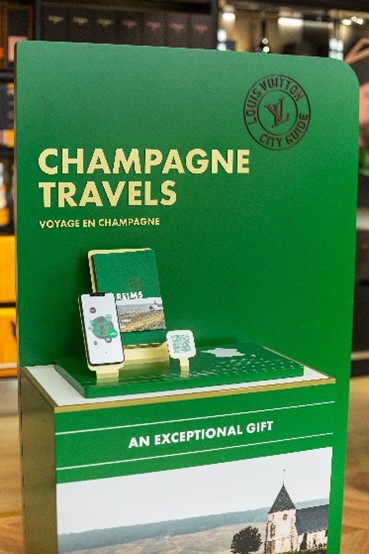 LOUIS VUITTON
LV
CITY GUIDE
CHAMPAGNE
TRAVELS
VOYAGE EN CHAMPAGNE
REIMS
AN EXCEPTIONAL GIFT